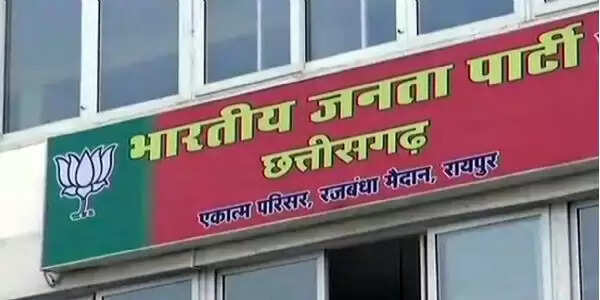 भारतीय जनता पार्टी
छत्तीसगढ़
एकात्म परिसर, रजबंधा मैदान, रायपुर